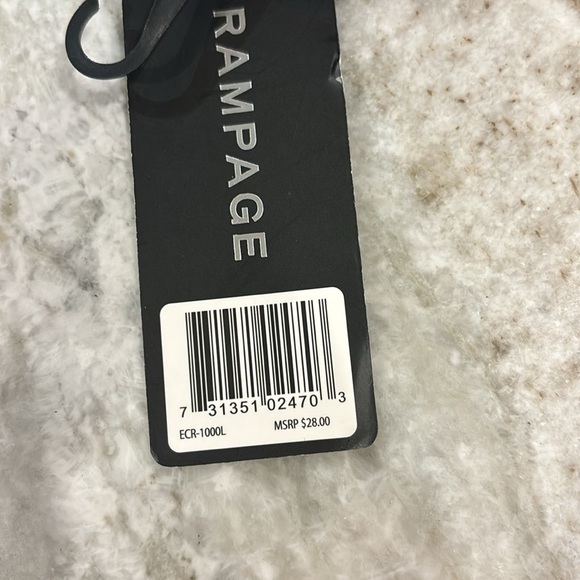 RAMPAGE
7 31351 02470 3
ECR-1000L MSRP $28.00